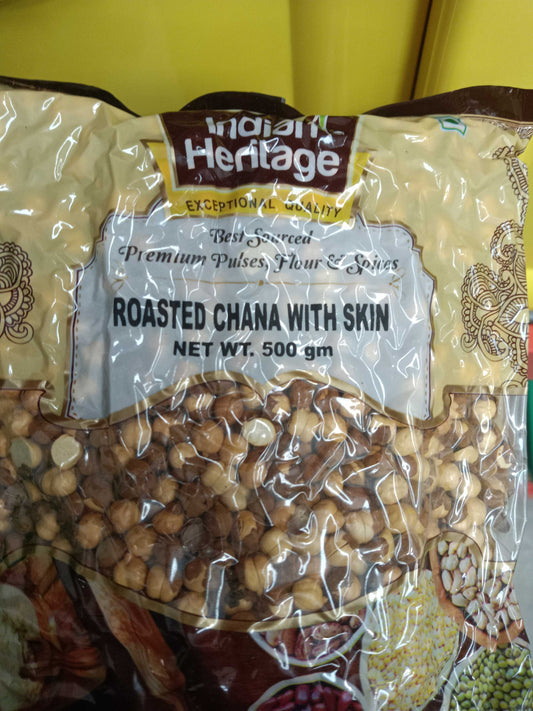 Indian
Heritage
EXCEPTIONAL QUALITY
Best Sourced
Premium Pulses, Flour & Spices
ROASTED CHANA WITH SKIN
NET WT. 500 gm